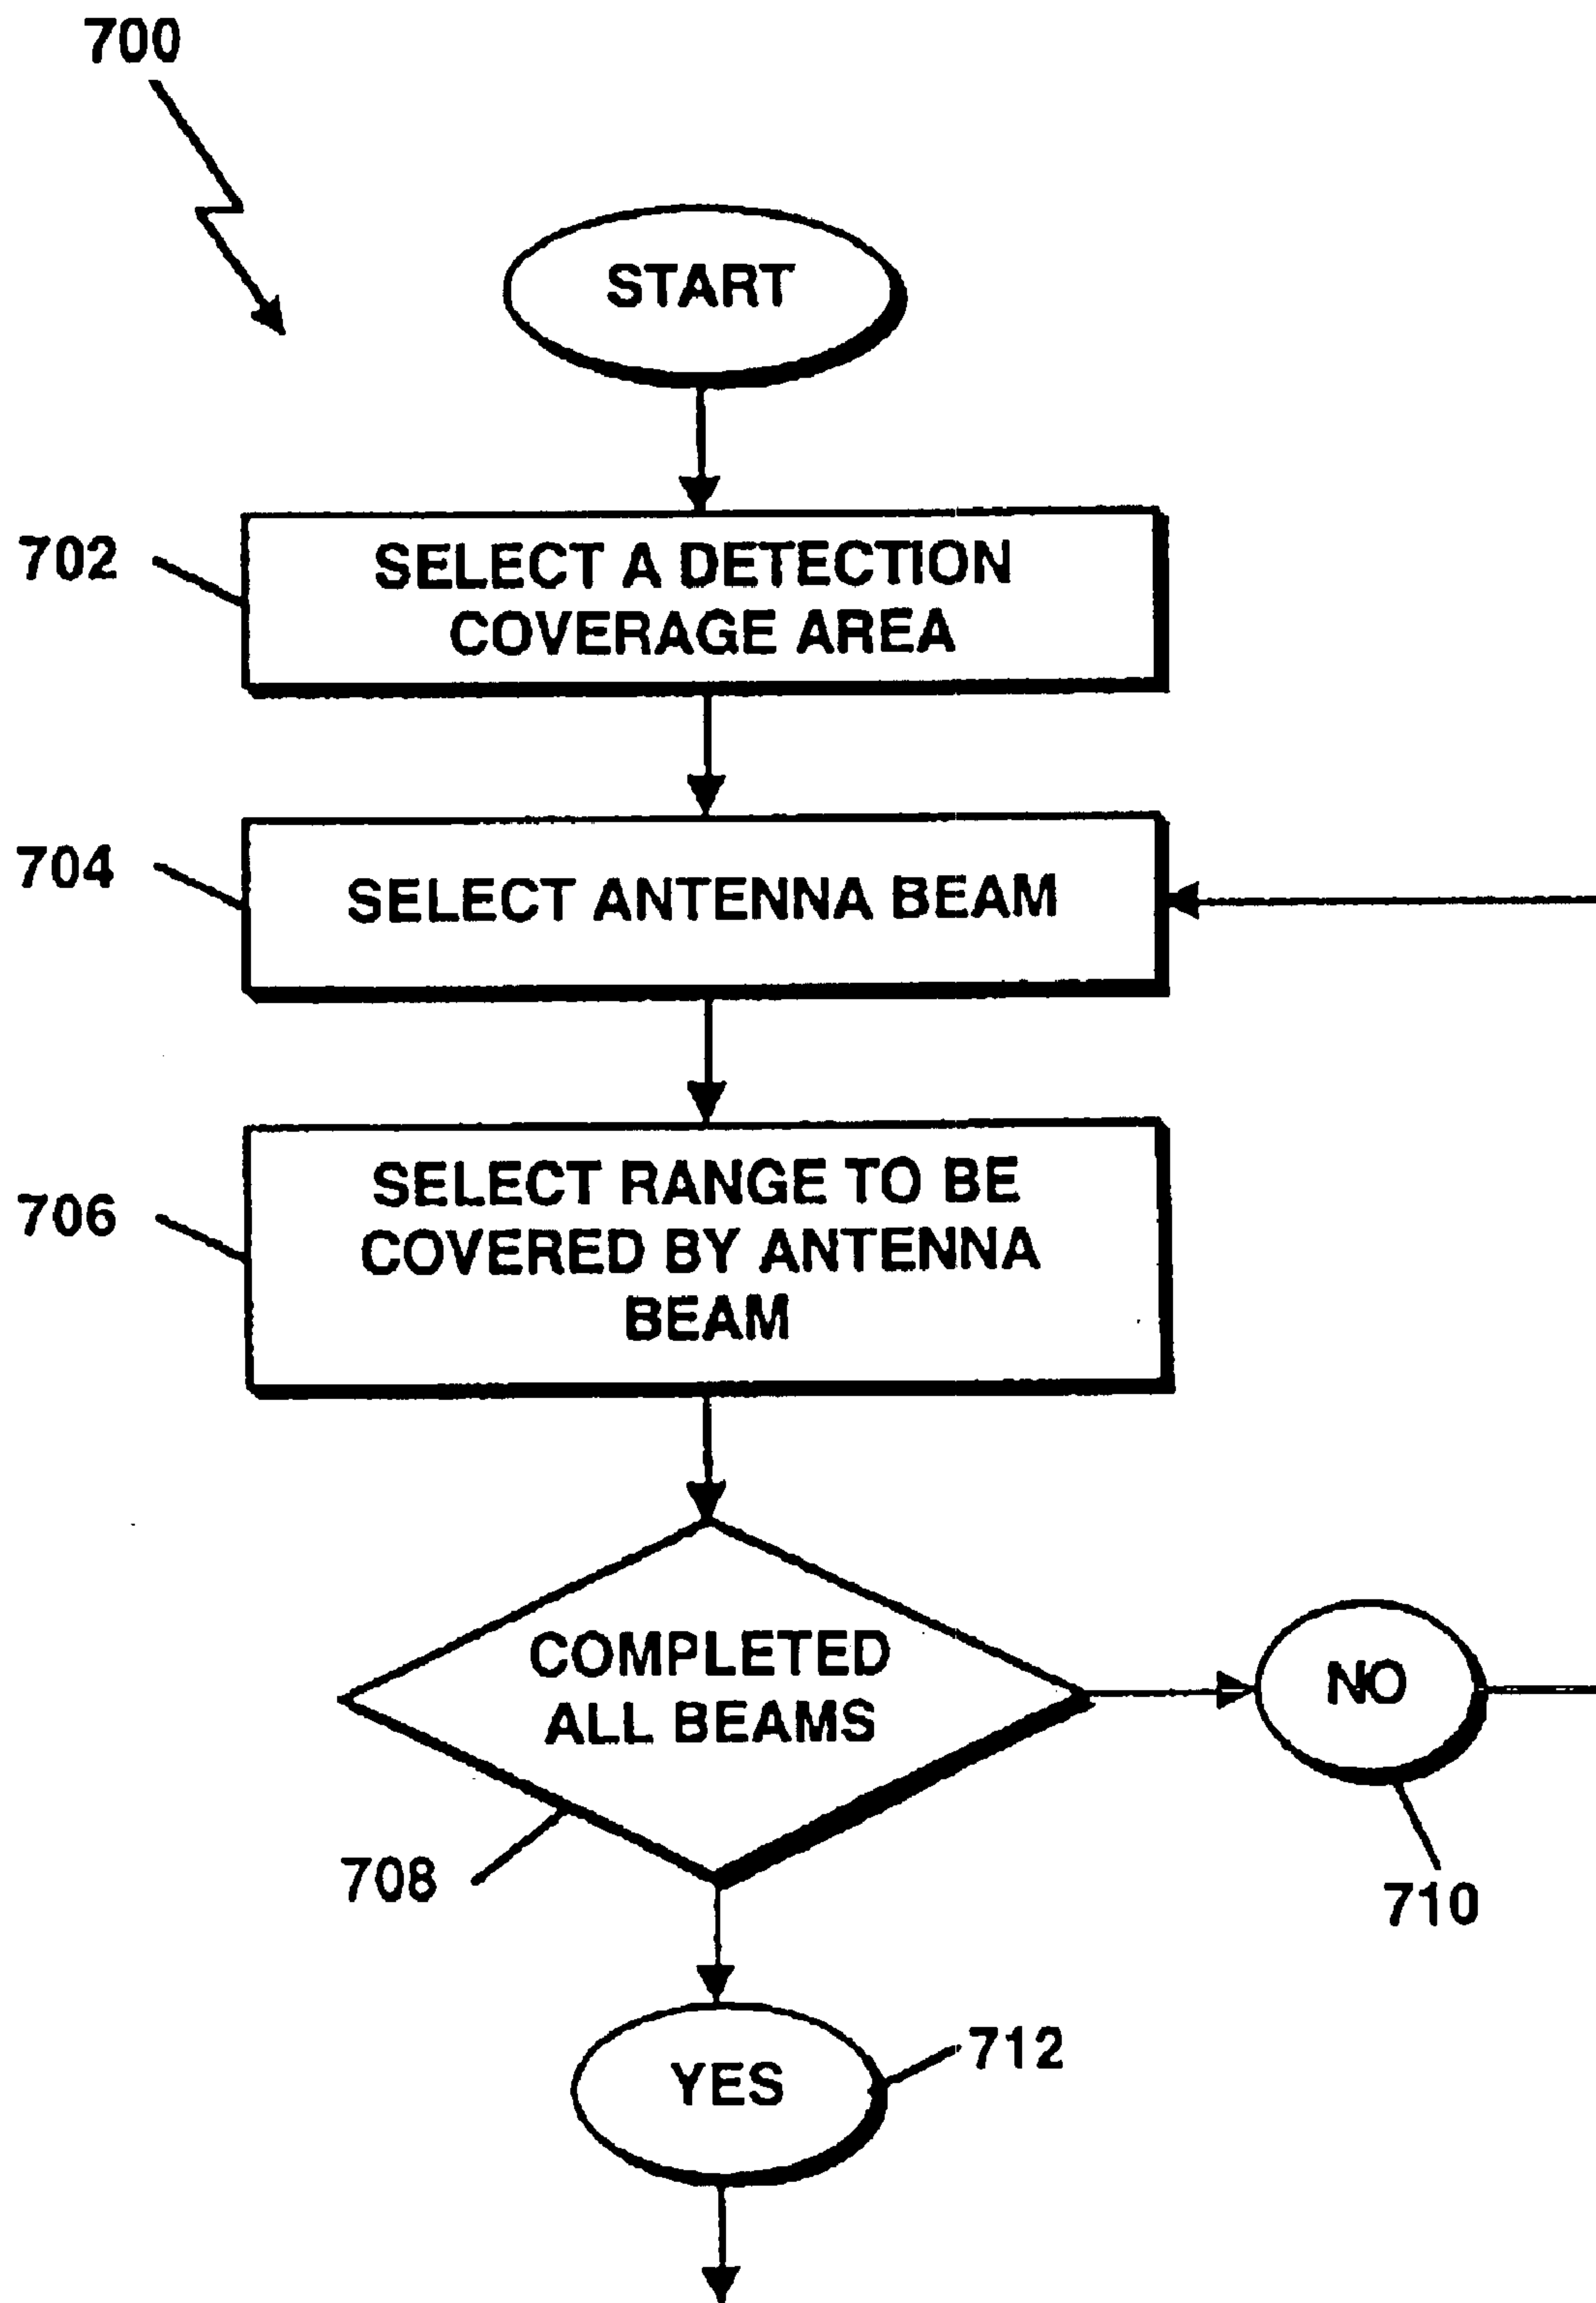 700
START
702
SELECT A DETECTION
COVERAGE AREA
704
SELECT ANTENNA BEAM
706
SELECT RANGE TO BE
COVERED BY ANTENNA
BEAM
COMPLETED
ALL BEAMS
NO
708
710
YES
712